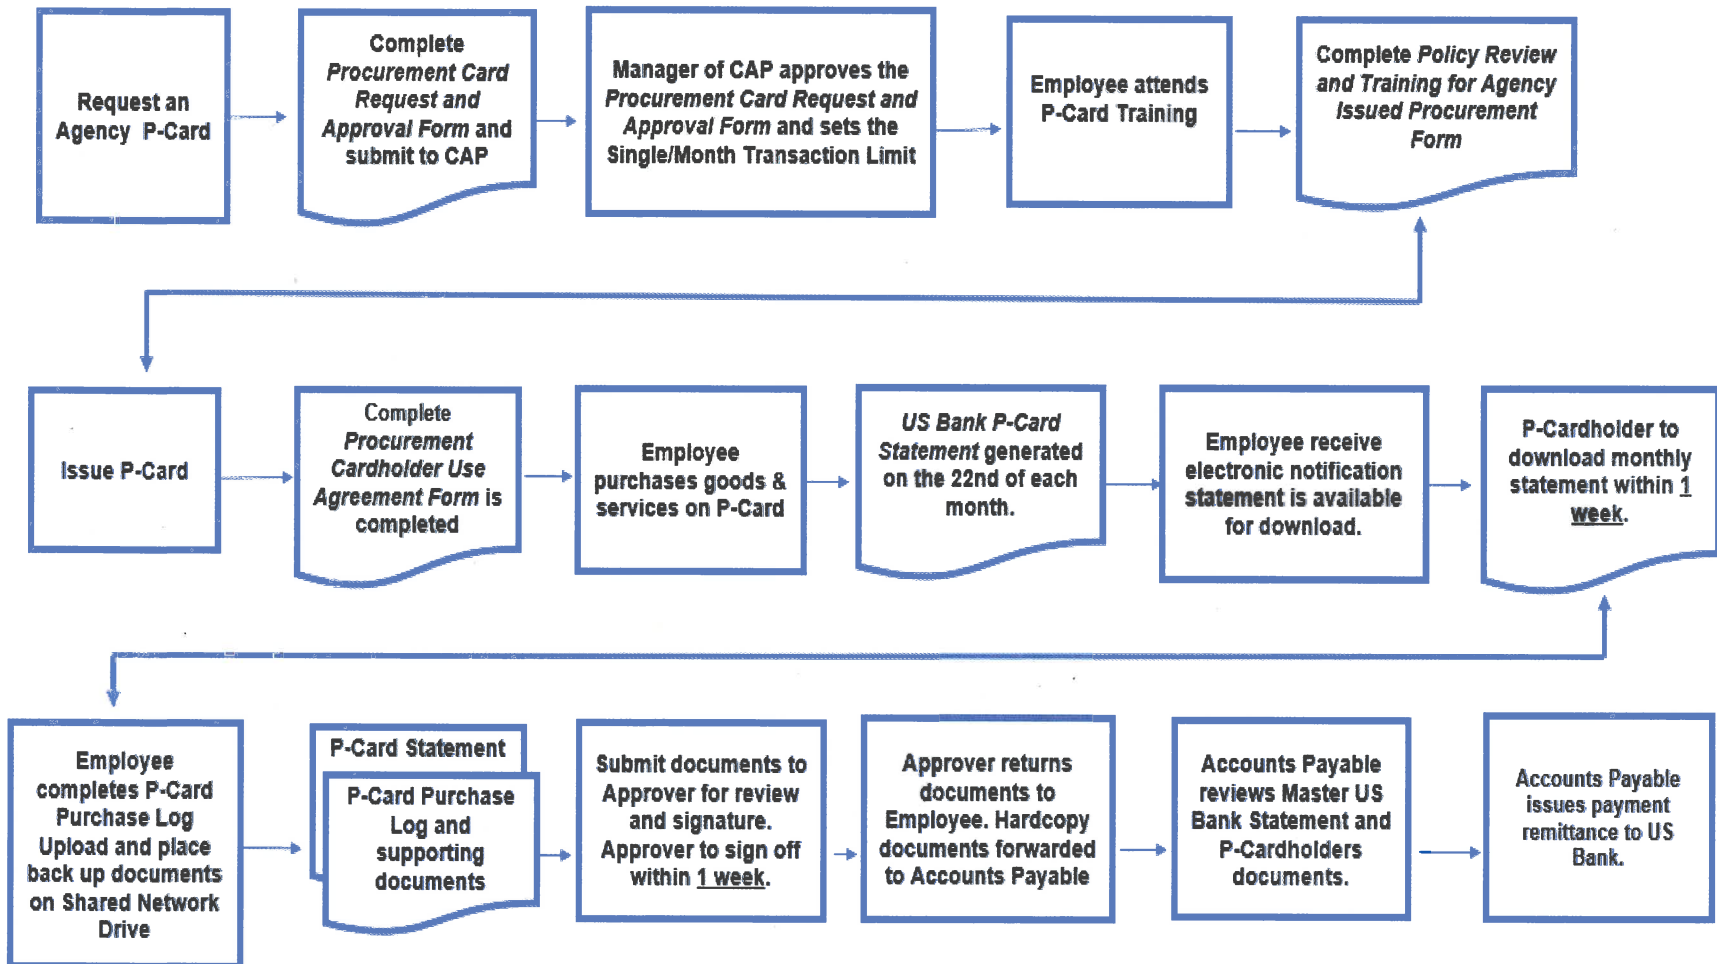 Request an
Agency P-Card
Complete
Procurement Card
Request and
Approval Form and
submit to CAP
Manager of CAP approves the
Procurement Card Request and
Approval Form and sets the
Single/Month Transaction Limit
Employee attends
P-Card Training
Complete Policy Review
and Training for Agency
Issued Procurement
Form
Issue P-Card
Complete
Procurement
Cardholder Use
Agreement Form is
completed
Employee
purchases goods &
services on P-Card
US Bank P-Card
Statement generated
on the 22nd of each
month.
Employee receive
electronic notification
statement is available
for download.
P-Cardholder to
download monthly
statement within 1
week.
Employee
completes P-Card
Purchase Log
Upload and place
back up documents
on Shared Network
Drive
P-Card Statement
P-Card Purchase
Log and
supporting
documents
Submit documents to
Approver for review
and signature.
Approver to sign off
within 1 week.
Approver returns
documents to
Employee. Hardcopy
documents forwarded
to Accounts Payable
Accounts Payable
reviews Master US
Bank Statement and
P-Cardholders
documents.
Accounts Payable
issues payment
remittance to US
Bank.